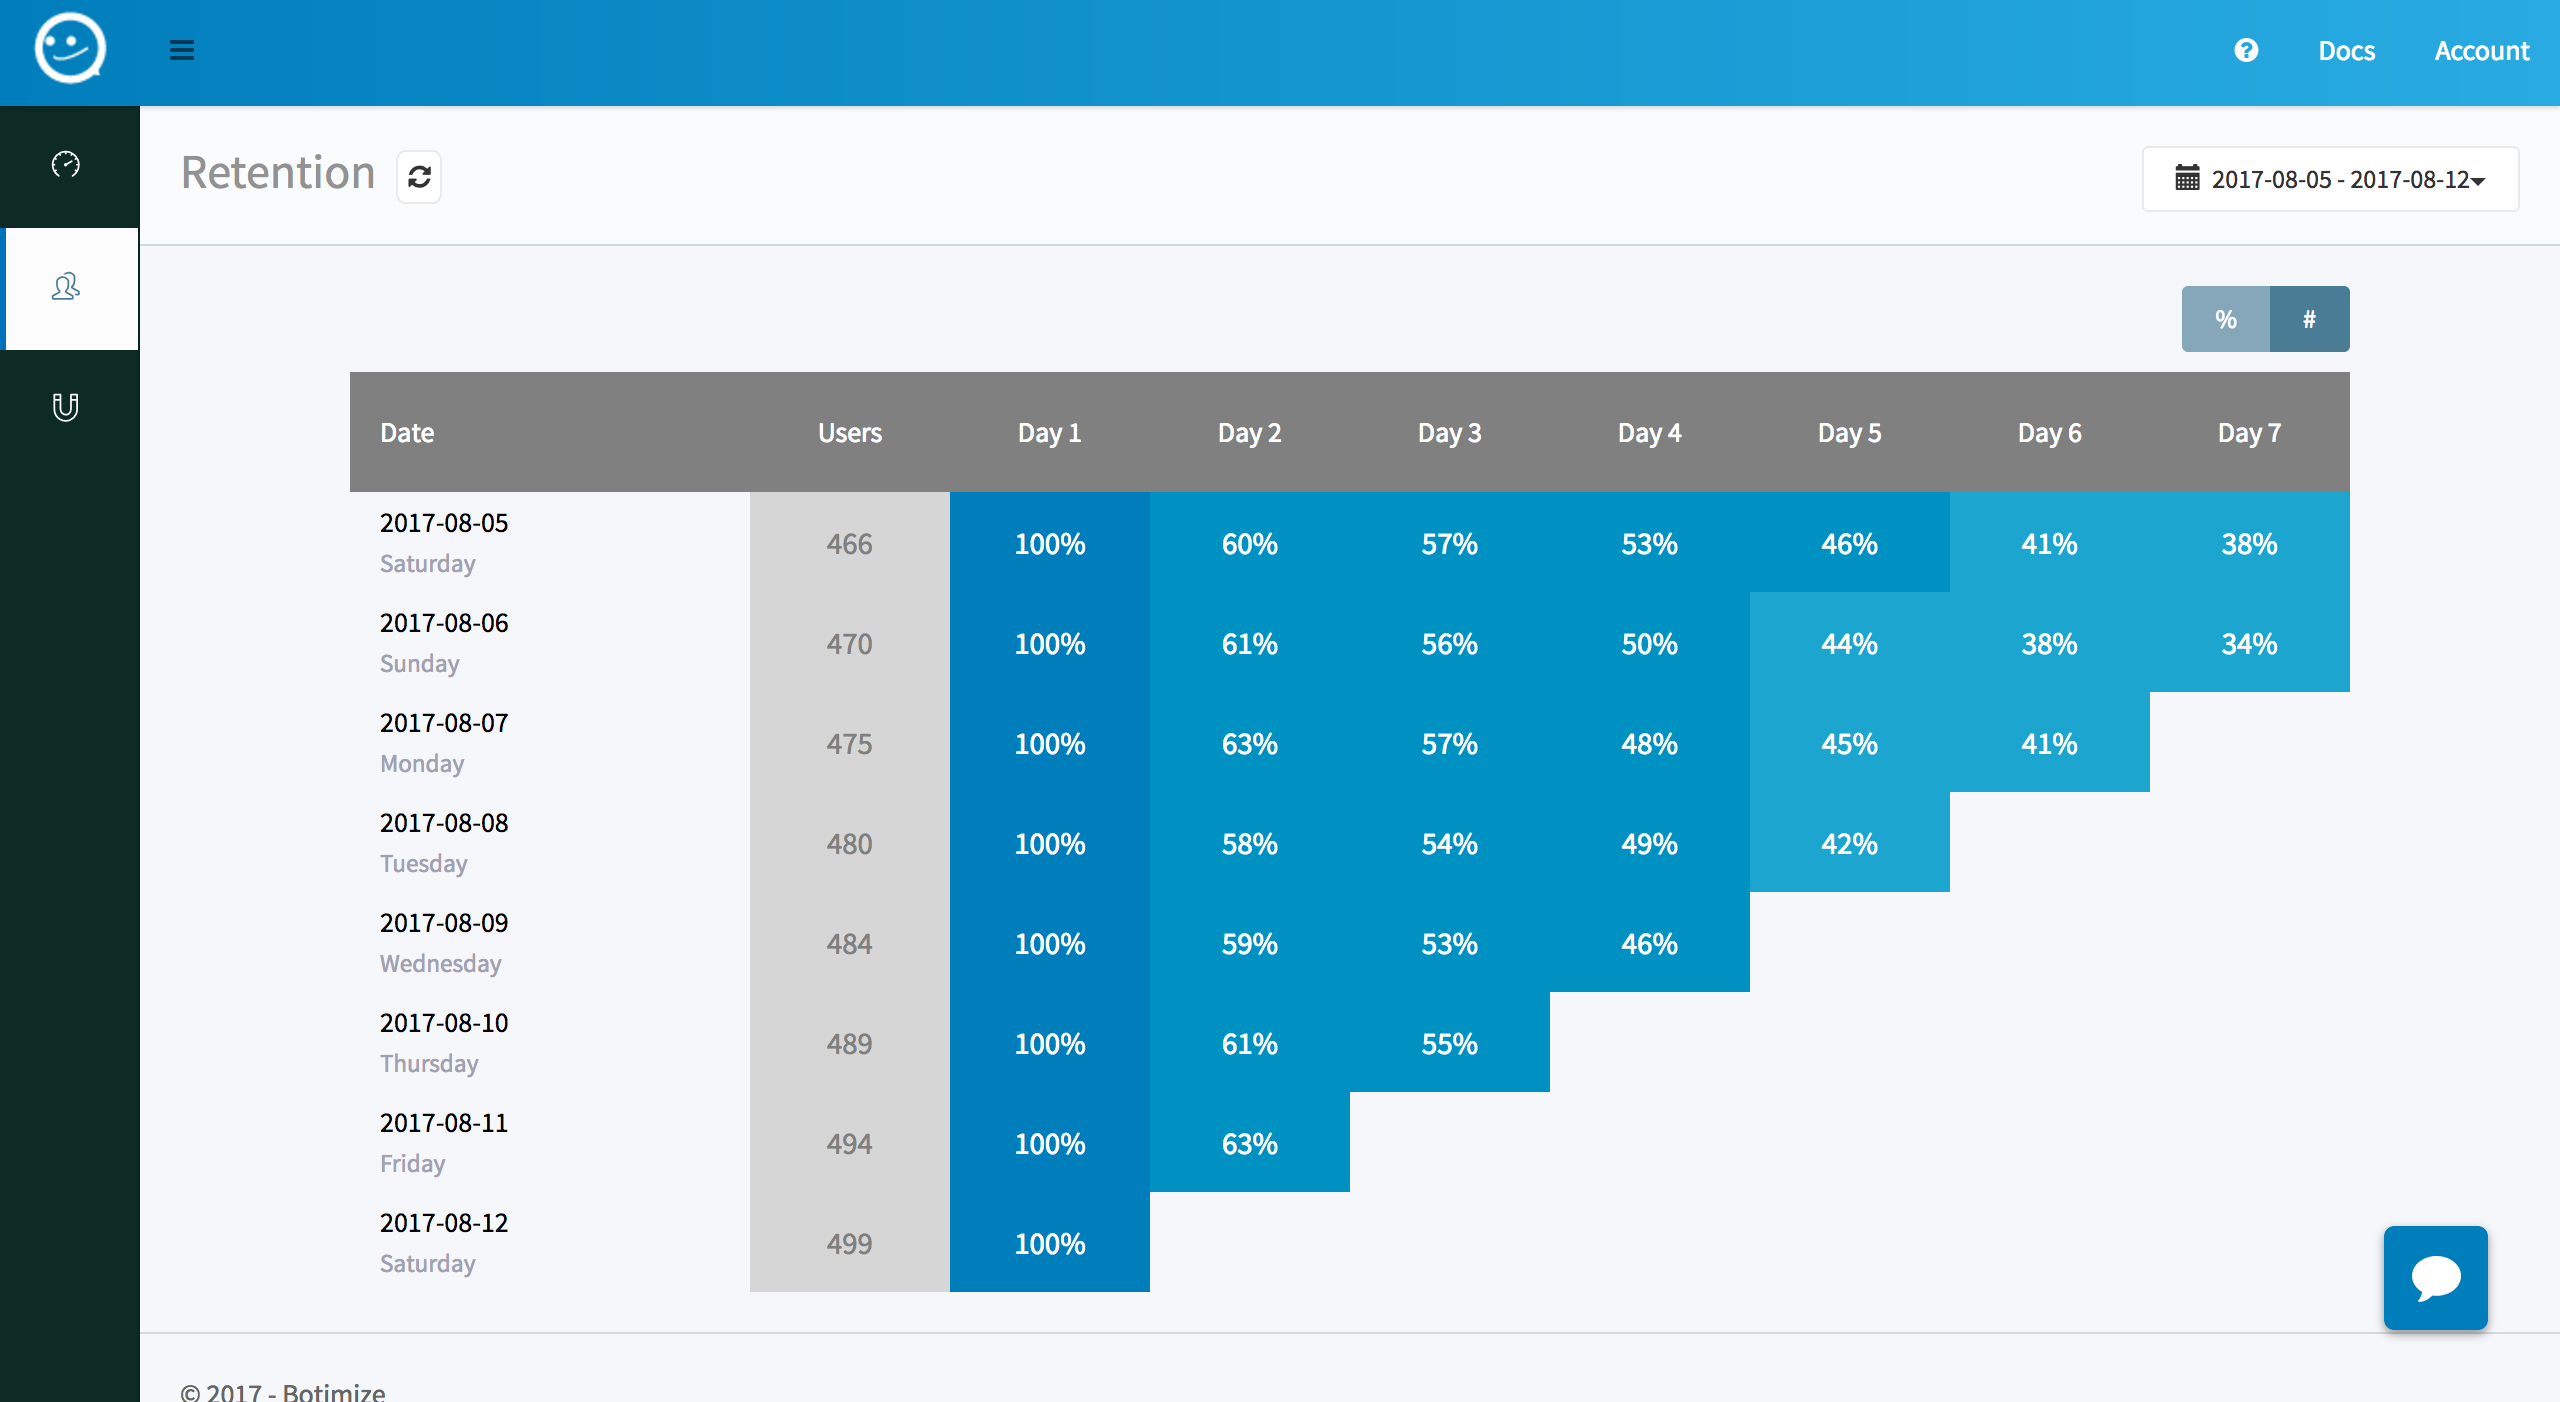 Docs Account
Retention
2017-08-05 - 2017-08-12
% #
Date Users Day 1 Day 2 Day 3 Day 4 Day 5 Day 6 Day 7
2017-08-05
Saturday
466 100% 60% 57% 53% 46% 41% 38%
2017-08-06
Sunday
470 100% 61% 56% 50% 44% 38% 34%
2017-08-07
Monday
475 100% 63% 57% 48% 45% 41%
2017-08-08
Tuesday
480 100% 58% 54% 49% 42%
2017-08-09
Wednesday
484 100% 59% 53% 46%
2017-08-10
Thursday
489 100% 61% 55%
2017-08-11
Friday
494 100% 63%
2017-08-12
Saturday
499 100%
© 2017 - Botimize